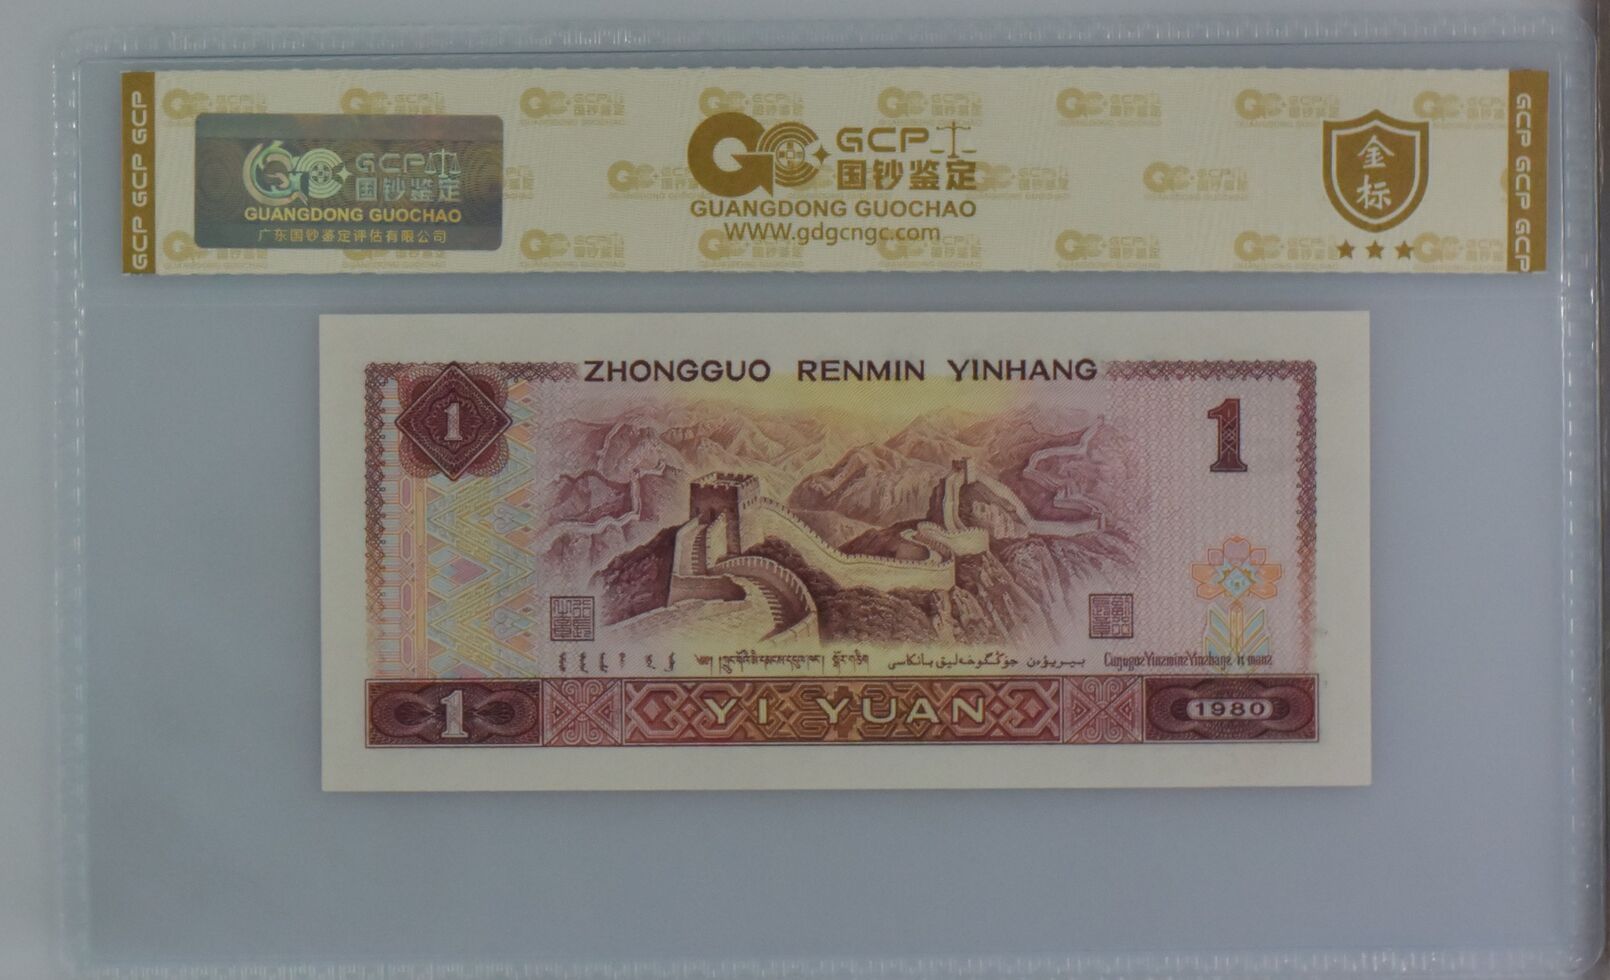 GCP
国钞鉴定
GUANGDONG GUOCHAO
广东国钞鉴定评估有限公司
GCP
国钞鉴定
GUANGDONG GUOCHAO
WWW.gdgcngc.com
金标
GCP GCP GCP
GCP GCP GCP
ZHONGGUO RENMIN YINHANG
1
1
YI YUAN
1
1980